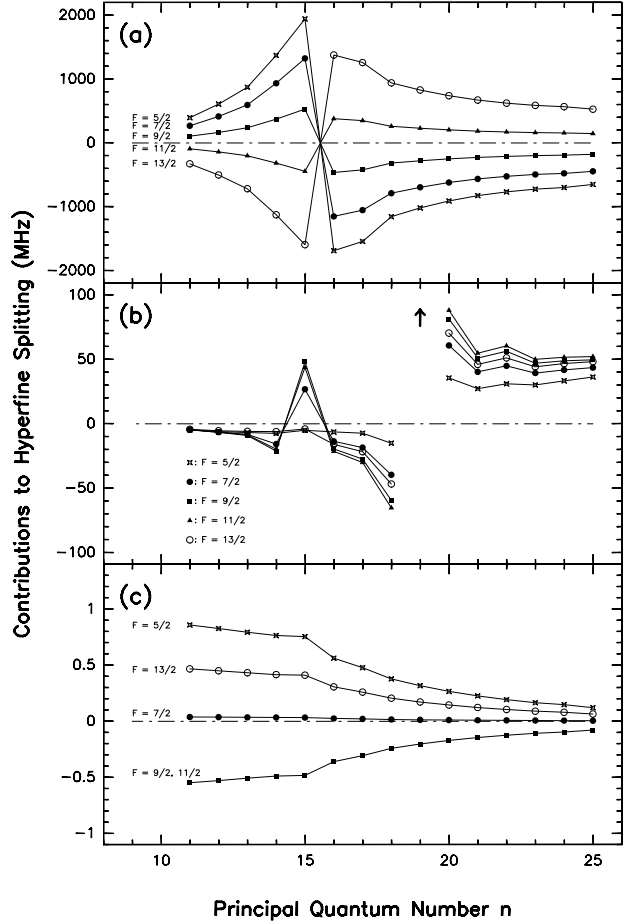 Contributions to Hyperfine Splitting (MHz)
(a)
2000
1000
0
−1000
−2000
F = 5/2
F = 7/2
F = 9/2
F = 11/2
F = 13/2
(b)
100
50
0
−50
−100
: F = 5/2
: F = 7/2
: F = 9/2
: F = 11/2
: F = 13/2
(c)
1
0.5
0
−0.5
−1
F = 5/2
F = 13/2
F = 7/2
F = 9/2, 11/2
10 15 20 25
Principal Quantum Number n